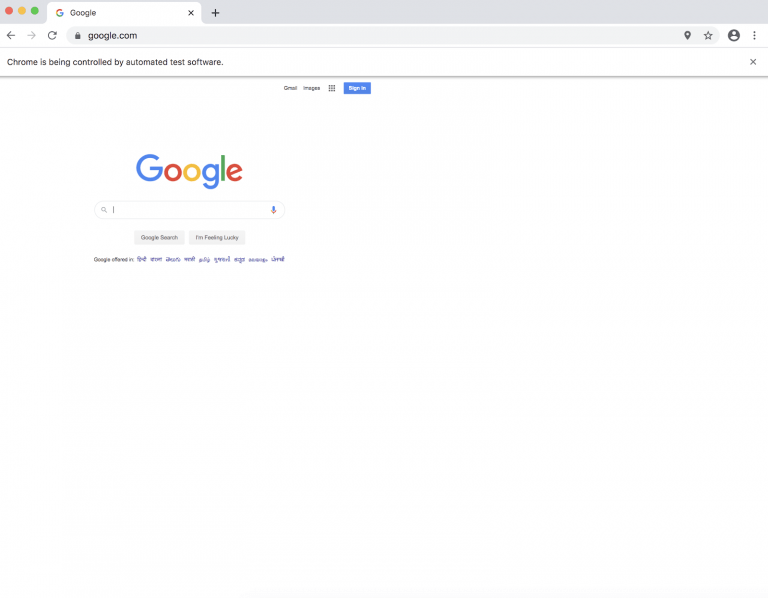 Google
google.com
Chrome is being controlled by automated test software.
Gmail Images Sign in
Google
Google Search I'm Feeling Lucky
Google offered in: हिन्दी বাংলা తెలుగు मराठी தமிழ் ગુજરાતી ಕನ್ನಡ മലയാളം ਪੰਜਾਬੀ